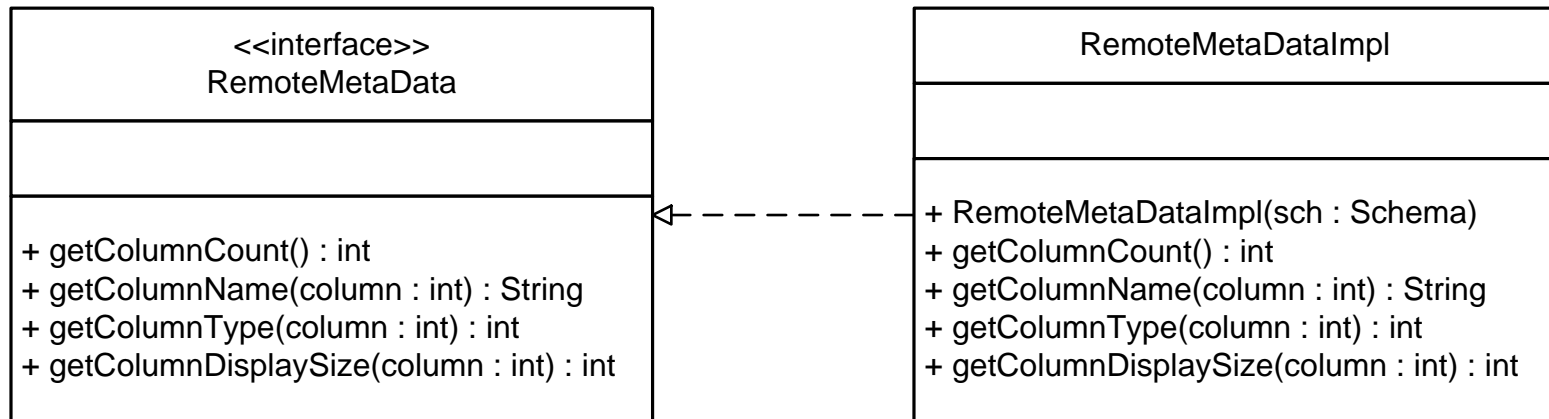 <<interface>>
RemoteMetaData
+ getColumnCount() : int
+ getColumnName(column : int) : String
+ getColumnType(column : int) : int
+ getColumnDisplaySize(column : int) : int
RemoteMetaDataImpl
+ RemoteMetaDataImpl(sch : Schema)
+ getColumnCount() : int
+ getColumnName(column : int) : String
+ getColumnType(column : int) : int
+ getColumnDisplaySize(column : int) : int